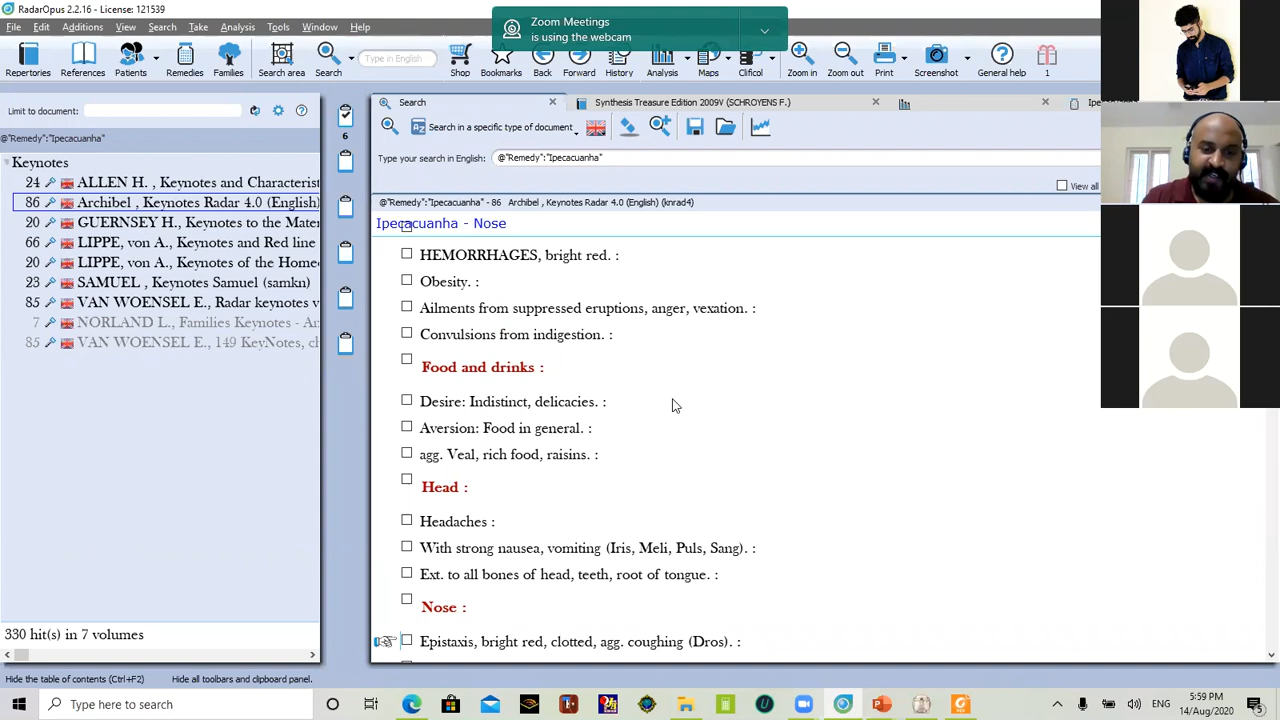 RadarOpus 2.2.16 - License: 121539
Zoom Meetings
is using the webcam
File Edit Additions View Search Take Analysis Tools Window Help
Repertories References Patients Remedies Families Search area Search Type in English Shop Bookmarks Back Forward History Analysis Maps Clificol Zoom in Zoom out Print Screenshot General help 1
Limit to document:
6
Search
Synthesis Treasure Edition 2009V (SCHROYENS F.)
Search in a specific type of document
@"Remedy":"Ipecacuanha"
Type your search in English: @"Remedy":"Ipecacuanha"
View all
Keynotes
24 ALLEN H. , Keynotes and Characterist
86 Archibel , Keynotes Radar 4.0 (English)
20 GUERNSEY H., Keynotes to the Mater
66 LIPPE, von A., Keynotes and Red line
20 LIPPE, von A., Keynotes of the Home
23 SAMUEL , Keynotes Samuel (samkn)
85 VAN WOENSEL E., Radar keynotes v
7 NORLAND L., Families Keynotes - A
85 VAN WOENSEL E., 149 KeyNotes, ch
330 hit(s) in 7 volumes
@"Remedy":"Ipecacuanha" - 86 Archibel , Keynotes Radar 4.0 (English) (knrad4)
Ipecacuanha - Nose
HEMORRHAGES, bright red. :
Obesity. :
Ailments from suppressed eruptions, anger, vexation. :
Convulsions from indigestion. :
Food and drinks :
Desire: Indistinct, delicacies. :
Aversion: Food in general. :
agg. Veal, rich food, raisins. :
Head :
Headaches :
With strong nausea, vomiting (Iris, Meli, Puls, Sang). :
Ext. to all bones of head, teeth, root of tongue. :
Nose :
Epistaxis, bright red, clotted, agg. coughing (Dros). :
Hide the table of contents (Ctrl+F2) Hide all toolbars and clipboard panel.
Type here to search
ENG
5:59 PM
14/Aug/2020